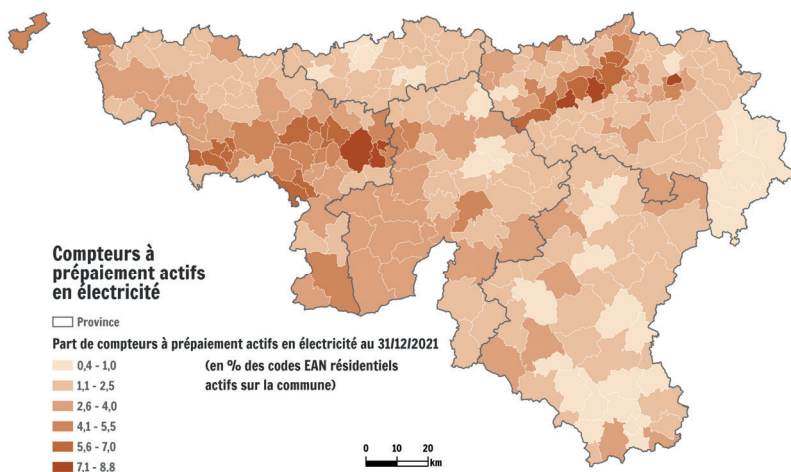 Compteurs à
prépaiement actifs
en électricité
Province
Part de compteurs à prépaiement actifs en électricité au 31/12/2021
(en % des codes EAN résidentiels
actifs sur la commune)
0,4 - 1,0
1,1 - 2,5
2,6 - 4,0
4,1 - 5,5
5,6 - 7,0
7,1 - 8,8
0 10 20
km